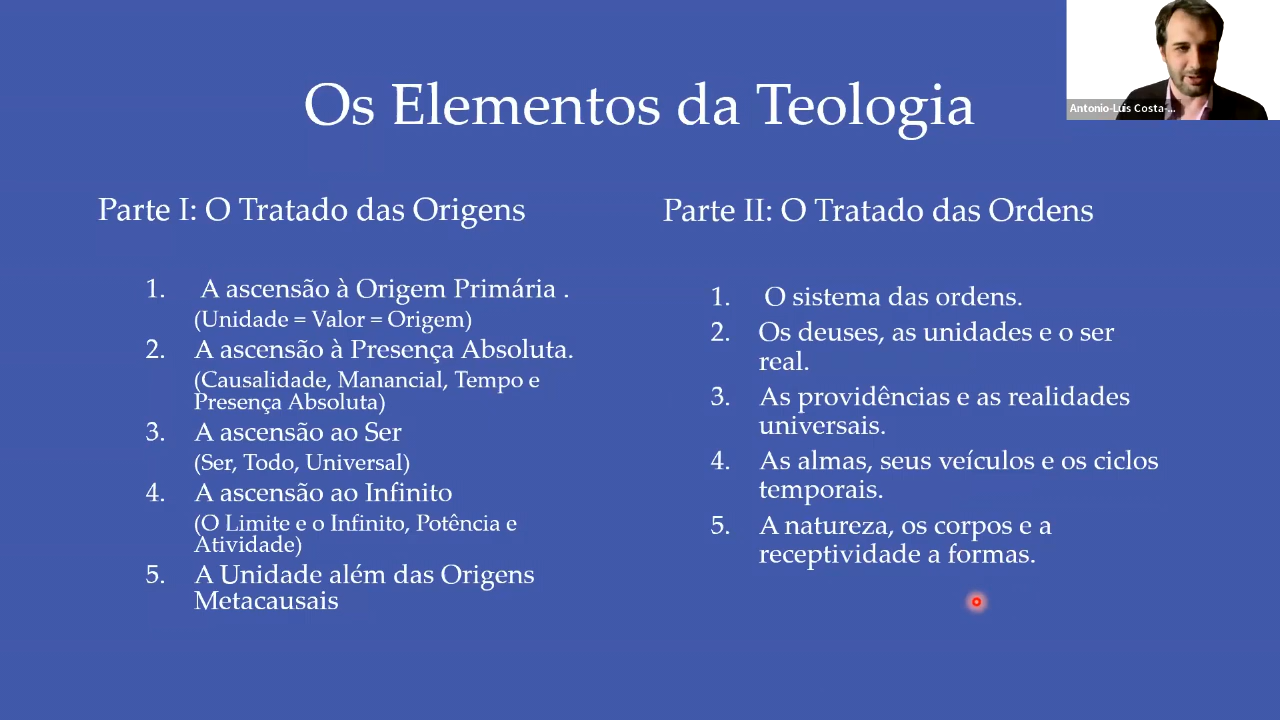 Os Elementos da Teologia
Antonio-Luis Costa-...
Parte I: O Tratado das Origens
1. A ascensão à Origem Primária .
(Unidade = Valor = Origem)
2. A ascensão à Presença Absoluta.
(Causalidade, Manancial, Tempo e
Presença Absoluta)
3. A ascensão ao Ser
(Ser, Todo, Universal)
4. A ascensão ao Infinito
(O Limite e o Infinito, Potência e
Atividade)
5. A Unidade além das Origens
Metacausais
Parte II: O Tratado das Ordens
1. O sistema das ordens.
2. Os deuses, as unidades e o ser
real.
3. As providências e as realidades
universais.
4. As almas, seus veículos e os ciclos
temporais.
5. A natureza, os corpos e a
receptividade a formas.